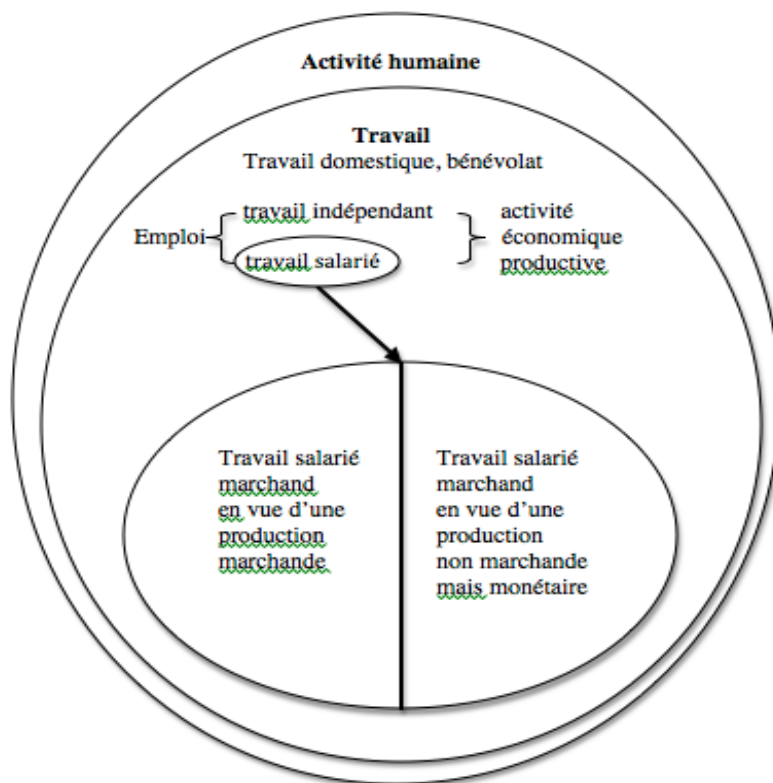 Activité humaine
Travail
Travail domestique, bénévolat
Emploi
travail indépendant
travail salarié
activité
économique
productive
Travail salarié
marchand
en vue d'une
production
marchande
Travail salarié
marchand
en vue d'une
production
non marchande
mais monétaire